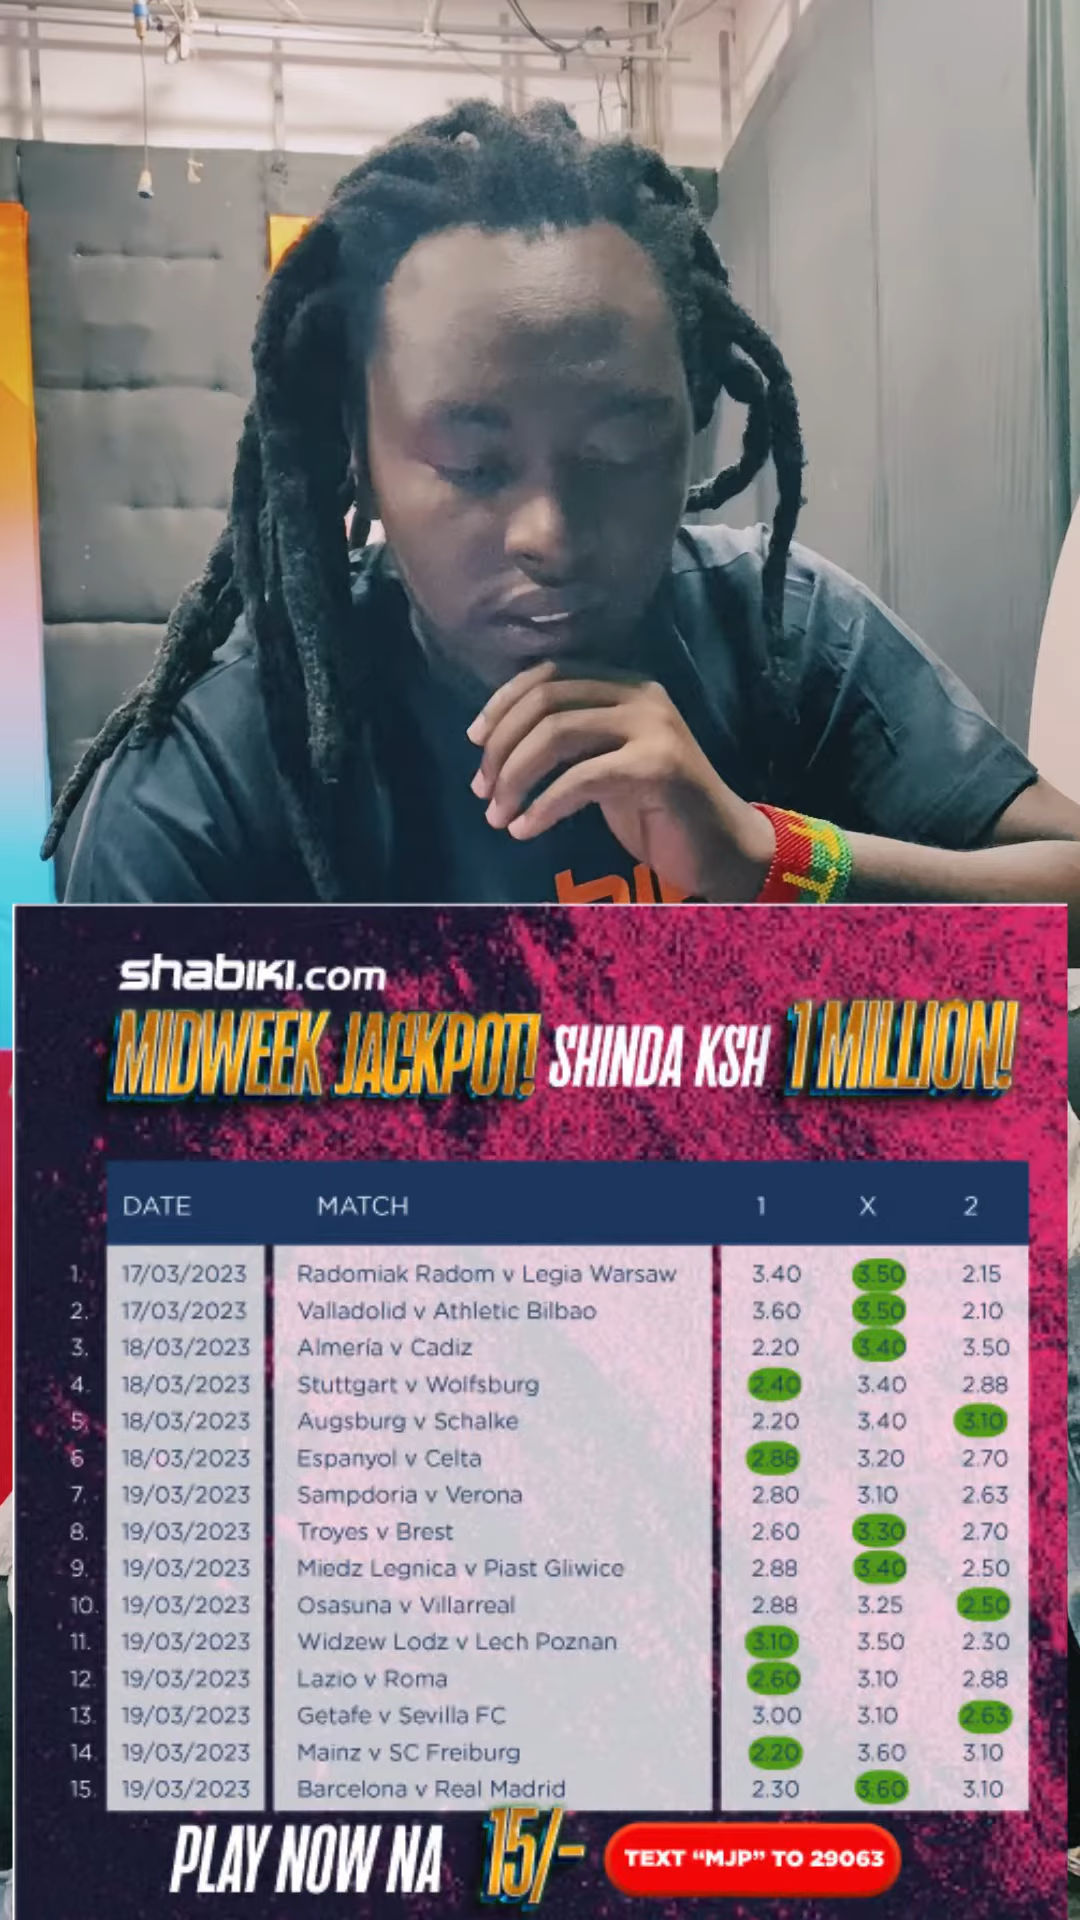 shabiki.com
MIDWEEK JACKPOT! SHINDA KSH 1 MILLION!
DATE MATCH 1 X 2
1. 17/03/2023 Radomiak Radom v Legia Warsaw 3.40 3.50 2.15
2. 17/03/2023 Valladolid v Athletic Bilbao 3.60 3.50 2.10
3. 18/03/2023 Almería v Cadiz 2.20 3.40 3.50
4. 18/03/2023 Stuttgart v Wolfsburg 2.40 3.40 2.88
5. 18/03/2023 Augsburg v Schalke 2.20 3.40 3.10
6 18/03/2023 Espanyol v Celta 2.88 3.20 2.70
7. 19/03/2023 Sampdoria v Verona 2.80 3.10 2.63
8. 19/03/2023 Troyes v Brest 2.60 3.30 2.70
9. 19/03/2023 Miedz Legnica v Piast Gliwice 2.88 3.40 2.50
10. 19/03/2023 Osasuna v Villarreal 2.88 3.25 2.50
11. 19/03/2023 Widzew Lodz v Lech Poznan 3.10 3.50 2.30
12. 19/03/2023 Lazio v Roma 2.60 3.10 2.88
13. 19/03/2023 Getafe v Sevilla FC 3.00 3.10 2.63
14. 19/03/2023 Mainz v SC Freiburg 2.20 3.60 3.10
15. 19/03/2023 Barcelona v Real Madrid 2.30 3.60 3.10
PLAY NOW NA 15/- TEXT “MJP” TO 29063